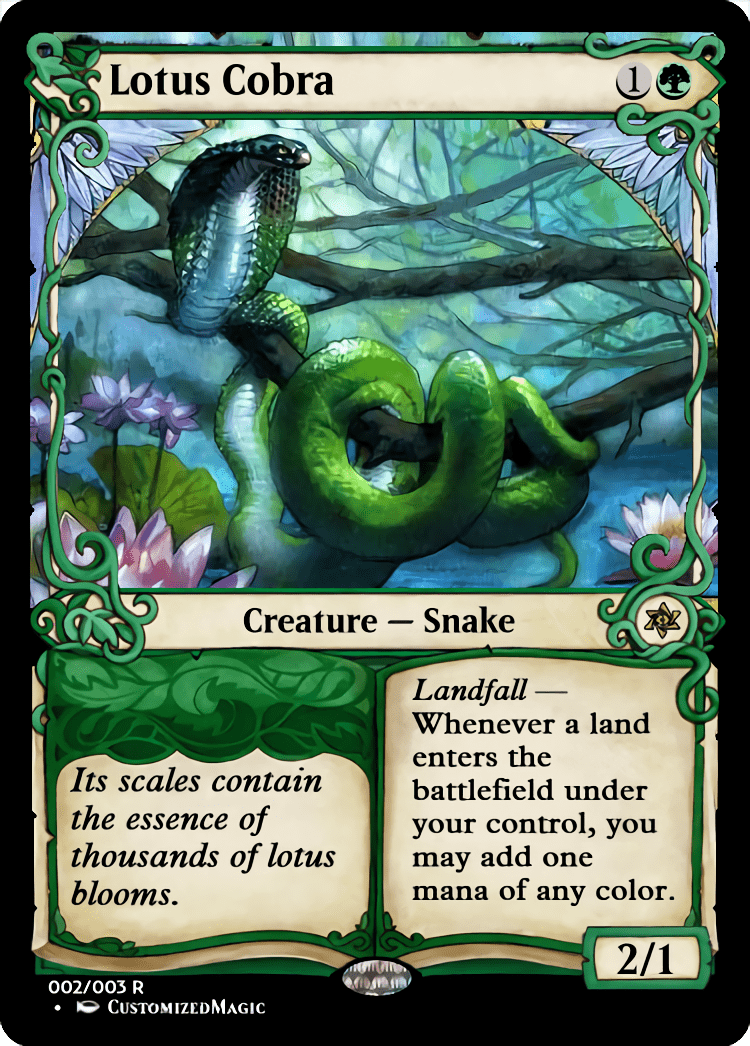 Lotus Cobra 1
Creature — Snake
Its scales contain
the essence of
thousands of lotus
blooms.
Landfall —
Whenever a land
enters the
battlefield under
your control, you
may add one
mana of any color.
2/1
002/003 R
• CustomizedMagic